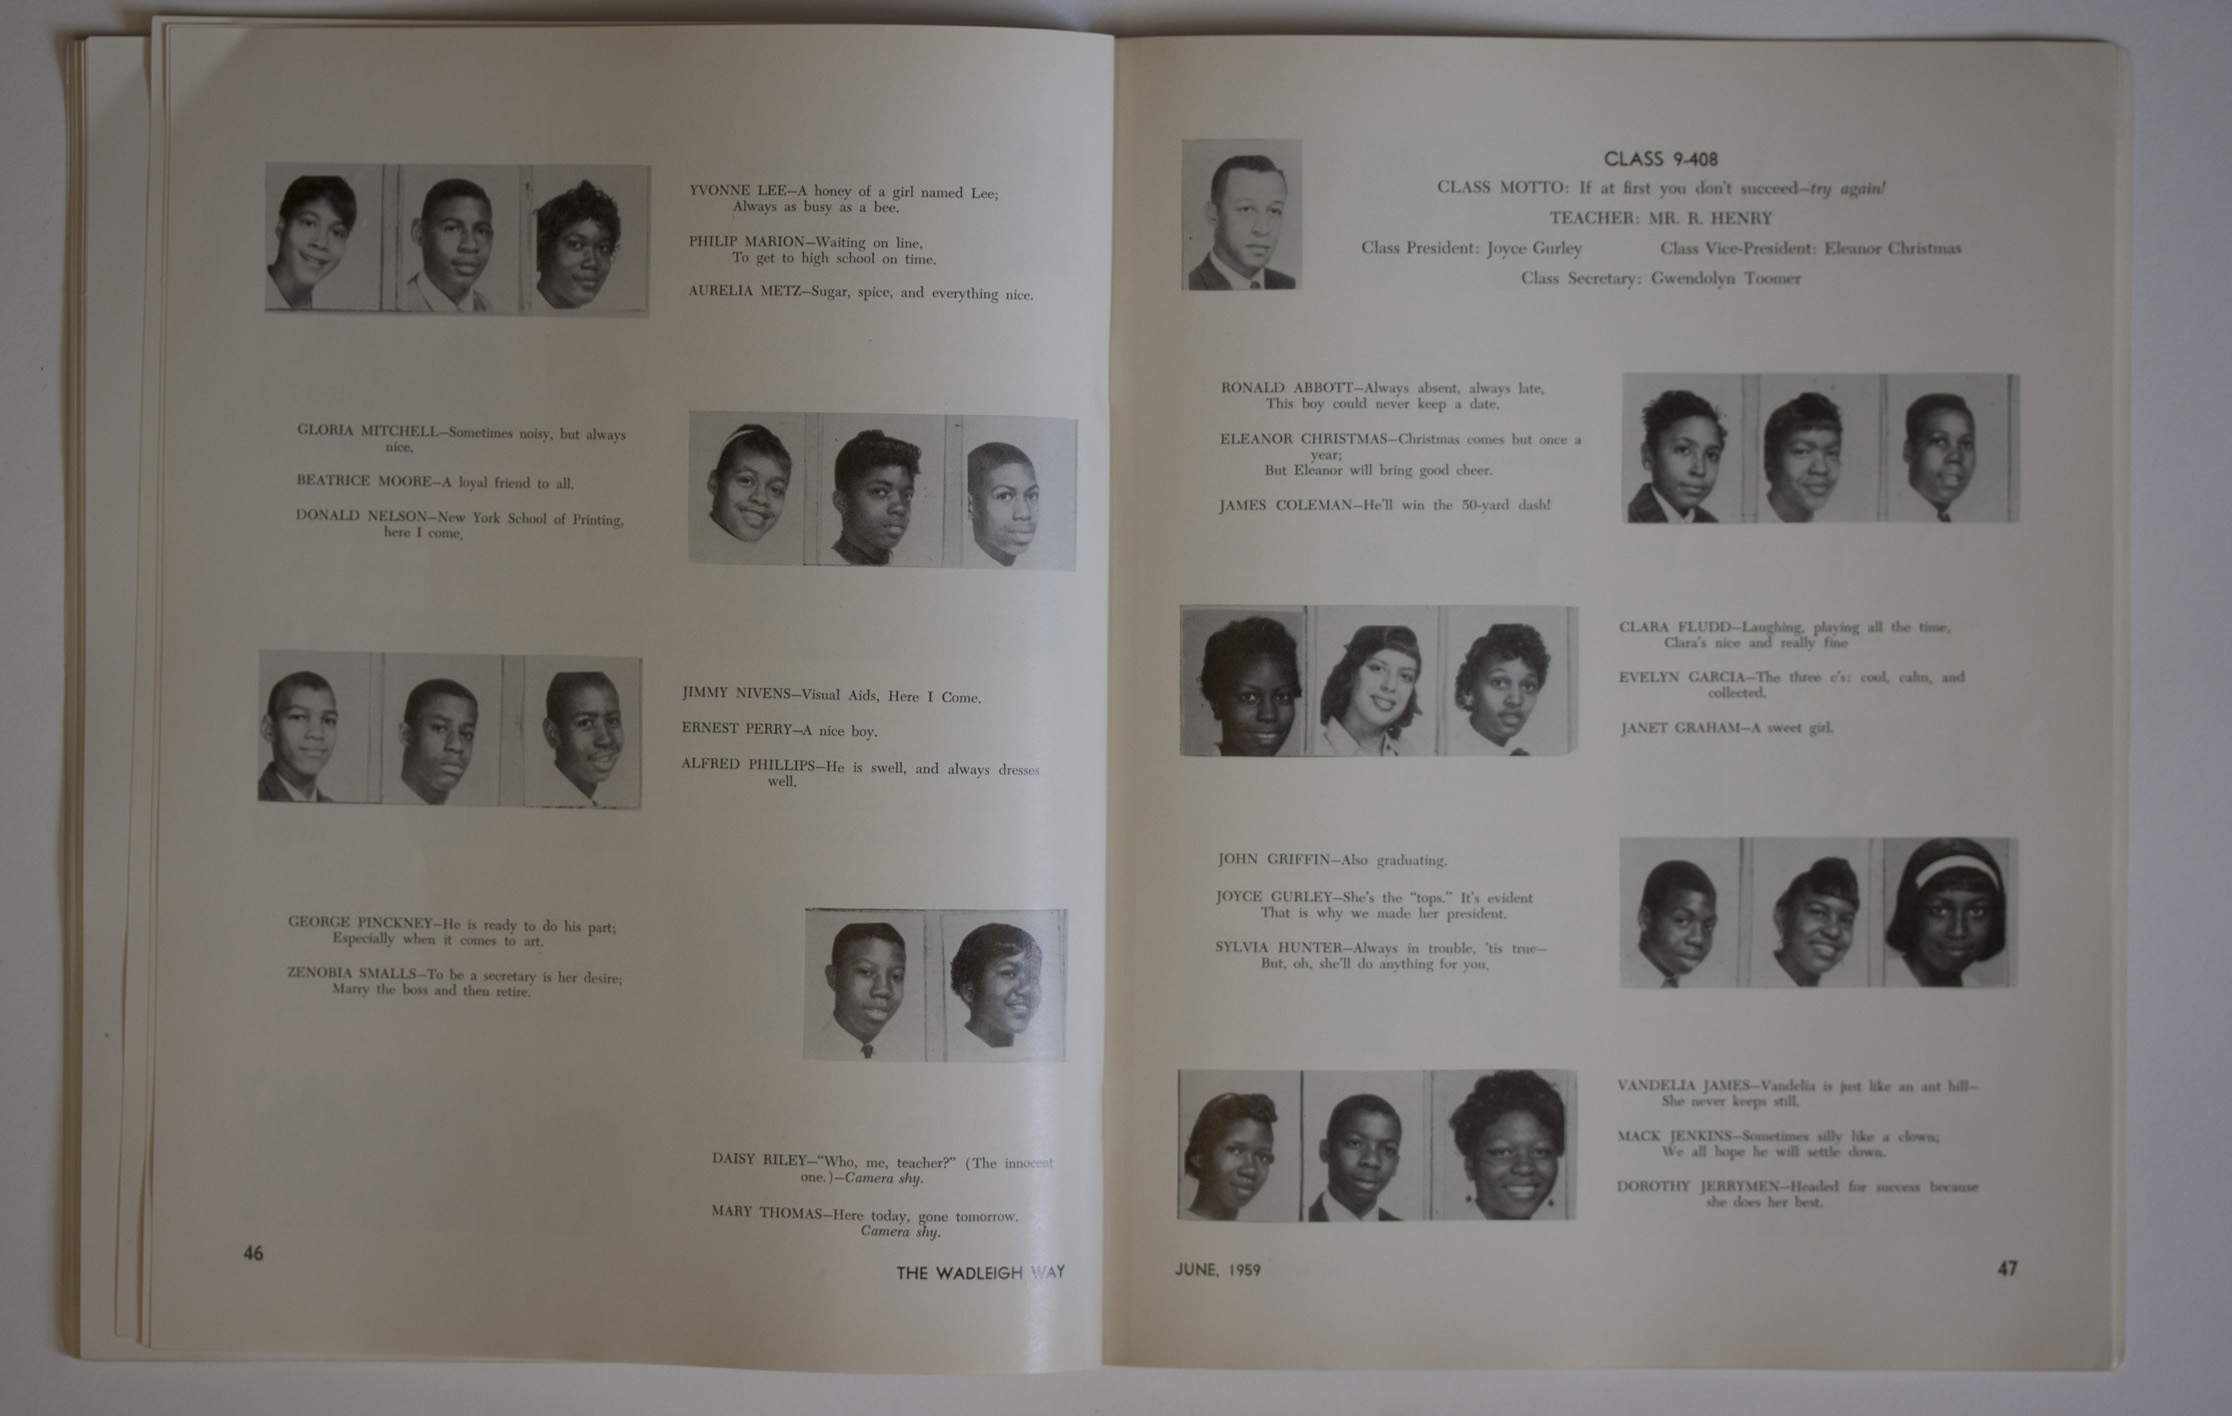 YVONNE LEE—A honey of a girl named Lee;
Always as busy as a bee.
PHILIP MARION—Waiting on line,
To get to high school on time.
AURELIA METZ—Sugar, spice, and everything nice.
GLORIA MITCHELL—Sometimes noisy, but always
nice.
BEATRICE MOORE—A loyal friend to all.
DONALD NELSON—New York School of Printing,
here I come.
JIMMY NIVENS—Visual Aids, Here I Come.
ERNEST PERRY—A nice boy.
ALFRED PHILLIPS—He is swell, and always dresses
well.
GEORGE PINCKNEY—He is ready to do his part;
Especially when it comes to art.
ZENOBIA SMALLS—To be a secretary is her desire;
Marry the boss and then retire.
DAISY RILEY—“Who, me, teacher?” (The innocent
one.)—Camera shy.
MARY THOMAS—Here today, gone tomorrow.
Camera shy.
46
THE WADLEIGH WAY
CLASS 9-408
CLASS MOTTO: If at first you don't succeed—try again!
TEACHER: MR. R. HENRY
Class President: Joyce Gurley Class Vice-President: Eleanor Christmas
Class Secretary: Gwendolyn Toomer
RONALD ABBOTT—Always absent, always late,
This boy could never keep a date.
ELEANOR CHRISTMAS—Christmas comes but once a
year;
But Eleanor will bring good cheer.
JAMES COLEMAN—He'll win the 50-yard dash!
CLARA FLUDD—Laughing, playing all the time,
Clara's nice and really fine
EVELYN GARCIA—The three c's: cool, calm, and
collected.
JANET GRAHAM—A sweet girl.
JOHN GRIFFIN—Also graduating.
JOYCE GURLEY—She's the “tops.” It's evident
That is why we made her president.
SYLVIA HUNTER—Always in trouble, 'tis true—
But, oh, she'll do anything for you.
VANDELIA JAMES—Vandelia is just like an ant hill—
She never keeps still.
MACK JENKINS—Sometimes silly like a clown;
We all hope he will settle down.
DOROTHY JERRYMEN—Headed for success because
she does her best.
JUNE, 1959
47